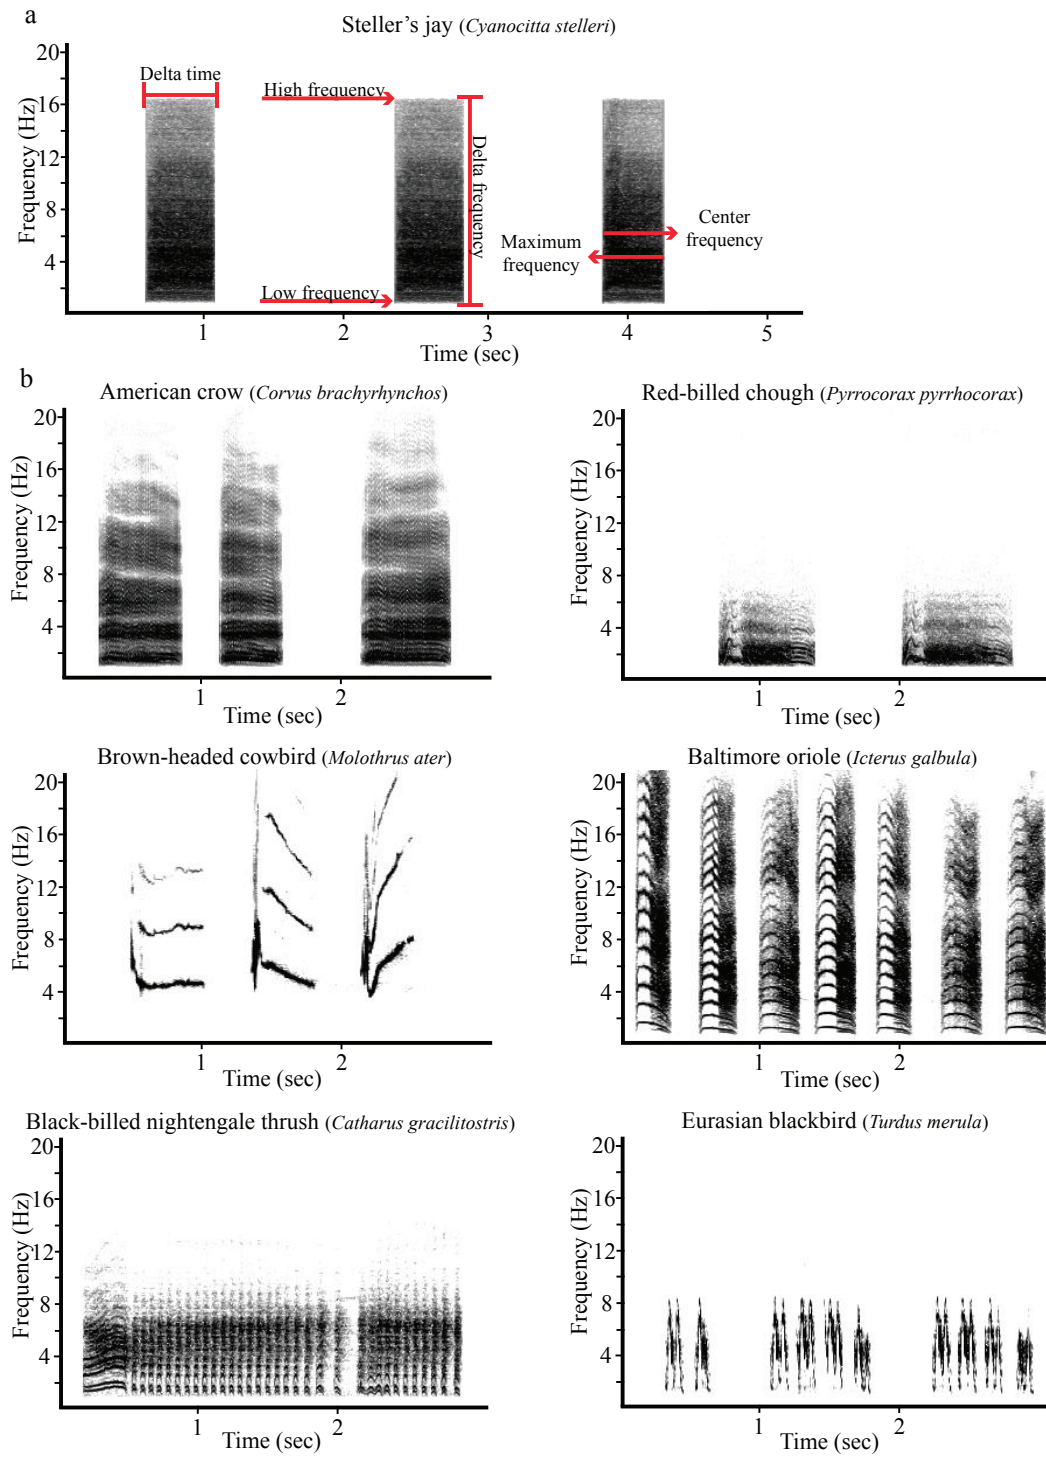 a
Steller's jay (Cyanocitta stelleri)
20
16
12
8
4
Frequency (Hz)
Delta time
High frequency
Low frequency
Delta frequency
Maximum
frequency
Center
frequency
1
2
3
4
5
Time (sec)
b
American crow (Corvus brachyrhynchos)
20
16
12
8
4
Frequency (Hz)
1
2
Time (sec)
Red-billed chough (Pyrrocorax pyrrhocorax)
20
16
12
8
4
Frequency (Hz)
1
2
Time (sec)
Brown-headed cowbird (Molothrus ater)
20
16
12
8
4
Frequency (Hz)
1
2
Time (sec)
Baltimore oriole (Icterus galbula)
20
16
12
8
4
Frequency (Hz)
1
2
Time (sec)
Black-billed nightengale thrush (Catharus gracilitostris)
20
16
12
8
4
Frequency (Hz)
1
2
Time (sec)
Eurasian blackbird (Turdus merula)
20
16
12
8
4
Frequency (Hz)
1
2
Time (sec)